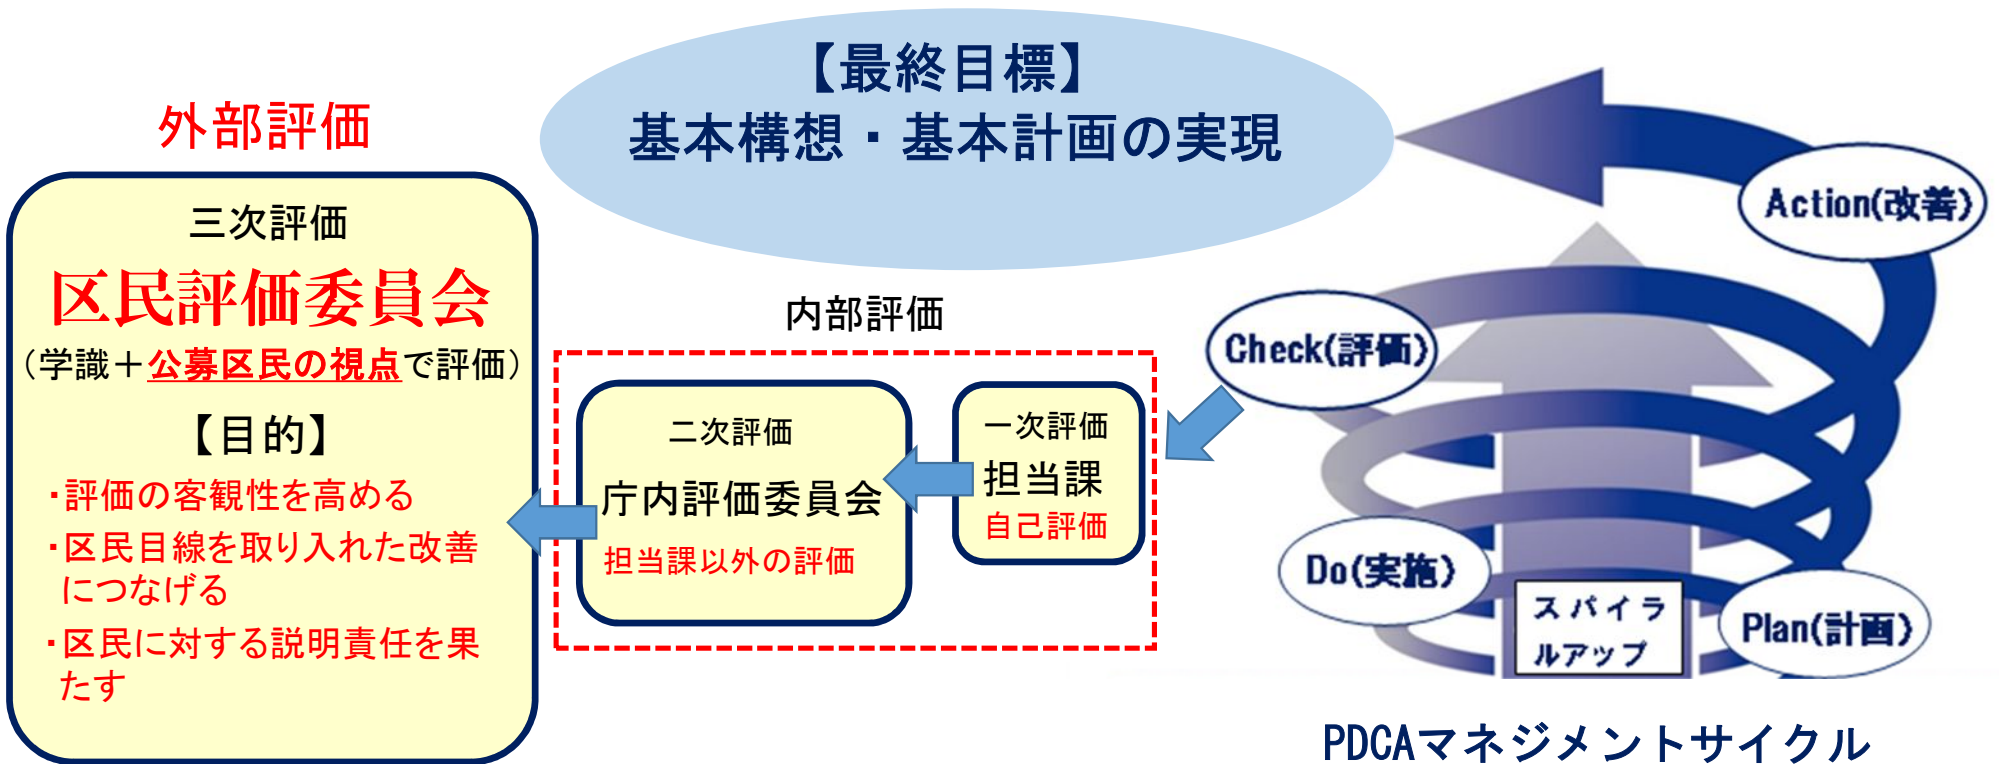 【最終目標】
基本構想・基本計画の実現
外部評価
三次評価
区民評価委員会
（学識＋公募区民の視点で評価）
【目的】
・評価の客観性を高める
・区民目線を取り入れた改善
につなげる
・区民に対する説明責任を果
たす
内部評価
二次評価
庁内評価委員会
担当課以外の評価
一次評価
担当課
自己評価
Action(改善)
Check(評価)
Do(実施)
Plan(計画)
スパイラ
ルアップ
PDCAマネジメントサイクル